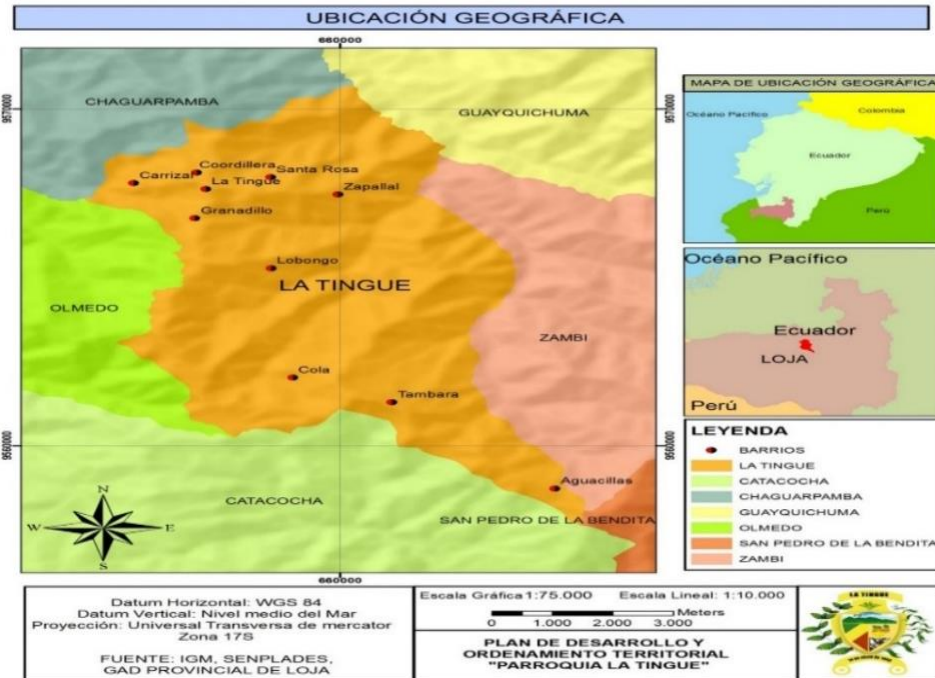 UBICACIÓN GEOGRÁFICA
660000
9570000
9570000
CHAGUARPAMBA
GUAYQUICHUMA
Coordillera
Santa Rosa
Carrizal
La Tingue
Zapallal
Granadillo
Lobongo
LA TINGUE
OLMEDO
ZAMBI
Cola
Tambara
9560000
9560000
Aguacillas
CATACOCHA
SAN PEDRO DE LA BENDITA
N
W
E
S
660000
MAPA DE UBICACIÓN GEOGRÁFICA
Océano Pacífico
Colombia
Ecuador
Perú
Océano Pacífico
Ecuador
LOJA
Perú
LEYENDA
BARRIOS
LA TINGUE
CATACOCHA
CHAGUARPAMBA
GUAYQUICHUMA
OLMEDO
SAN PEDRO DE LA BENDITA
ZAMBI
Datum Horizontal: WGS 84
Datum Vertical: Nivel medio del Mar
Proyección: Universal Transversa de mercator
Zona 17S
FUENTE: IGM, SENPLADES,
GAD PROVINCIAL DE LOJA
Escala Gráfica 1:75.000 Escala Lineal: 1:10.000
Meters
0 1.000 2.000 3.000
PLAN DE DESARROLLO Y
ORDENAMIENTO TERRITORIAL
"PARROQUIA LA TINGUE"
LA TINGUE